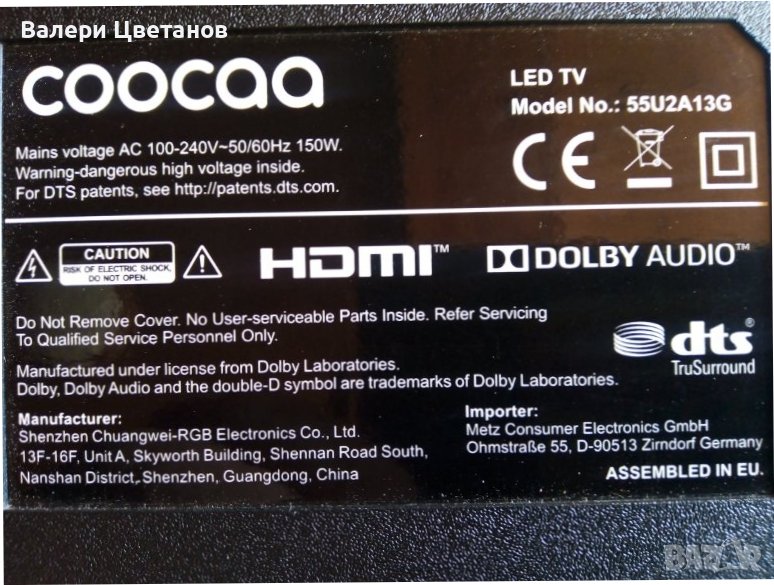 Валери Цветанов
coocaa
LED TV
Model No.: 55U2A13G
Mains voltage AC 100-240V~50/60Hz 150W.
Warning-dangerous high voltage inside.
For DTS patents, see http://patents.dts.com.
CE
CAUTION
RISK OF ELECTRIC SHOCK
DO NOT OPEN.
HDMI™
DOLBY AUDIO™
Do Not Remove Cover. No User-serviceable Parts Inside. Refer Servicing
To Qualified Service Personnel Only.
dts®
TruSurround
Manufactured under license from Dolby Laboratories.
Dolby, Dolby Audio and the double-D symbol are trademarks of Dolby Laboratories.
Manufacturer:
Shenzhen Chuangwei-RGB Electronics Co., Ltd.
13F-16F, Unit A, Skyworth Building, Shennan Road South,
Nanshan District, Shenzhen, Guangdong, China
Importer:
Metz Consumer Electronics GmbH
Ohmstraße 55, D-90513 Zirndorf Germany
ASSEMBLED IN EU.
BAZAR